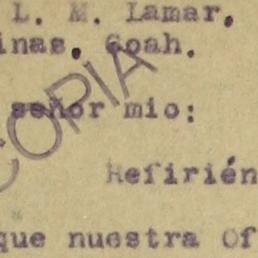 L. M. Lamar.
inas. Coah.
COPIA
señor mio:
Refirién
que nuestra Of